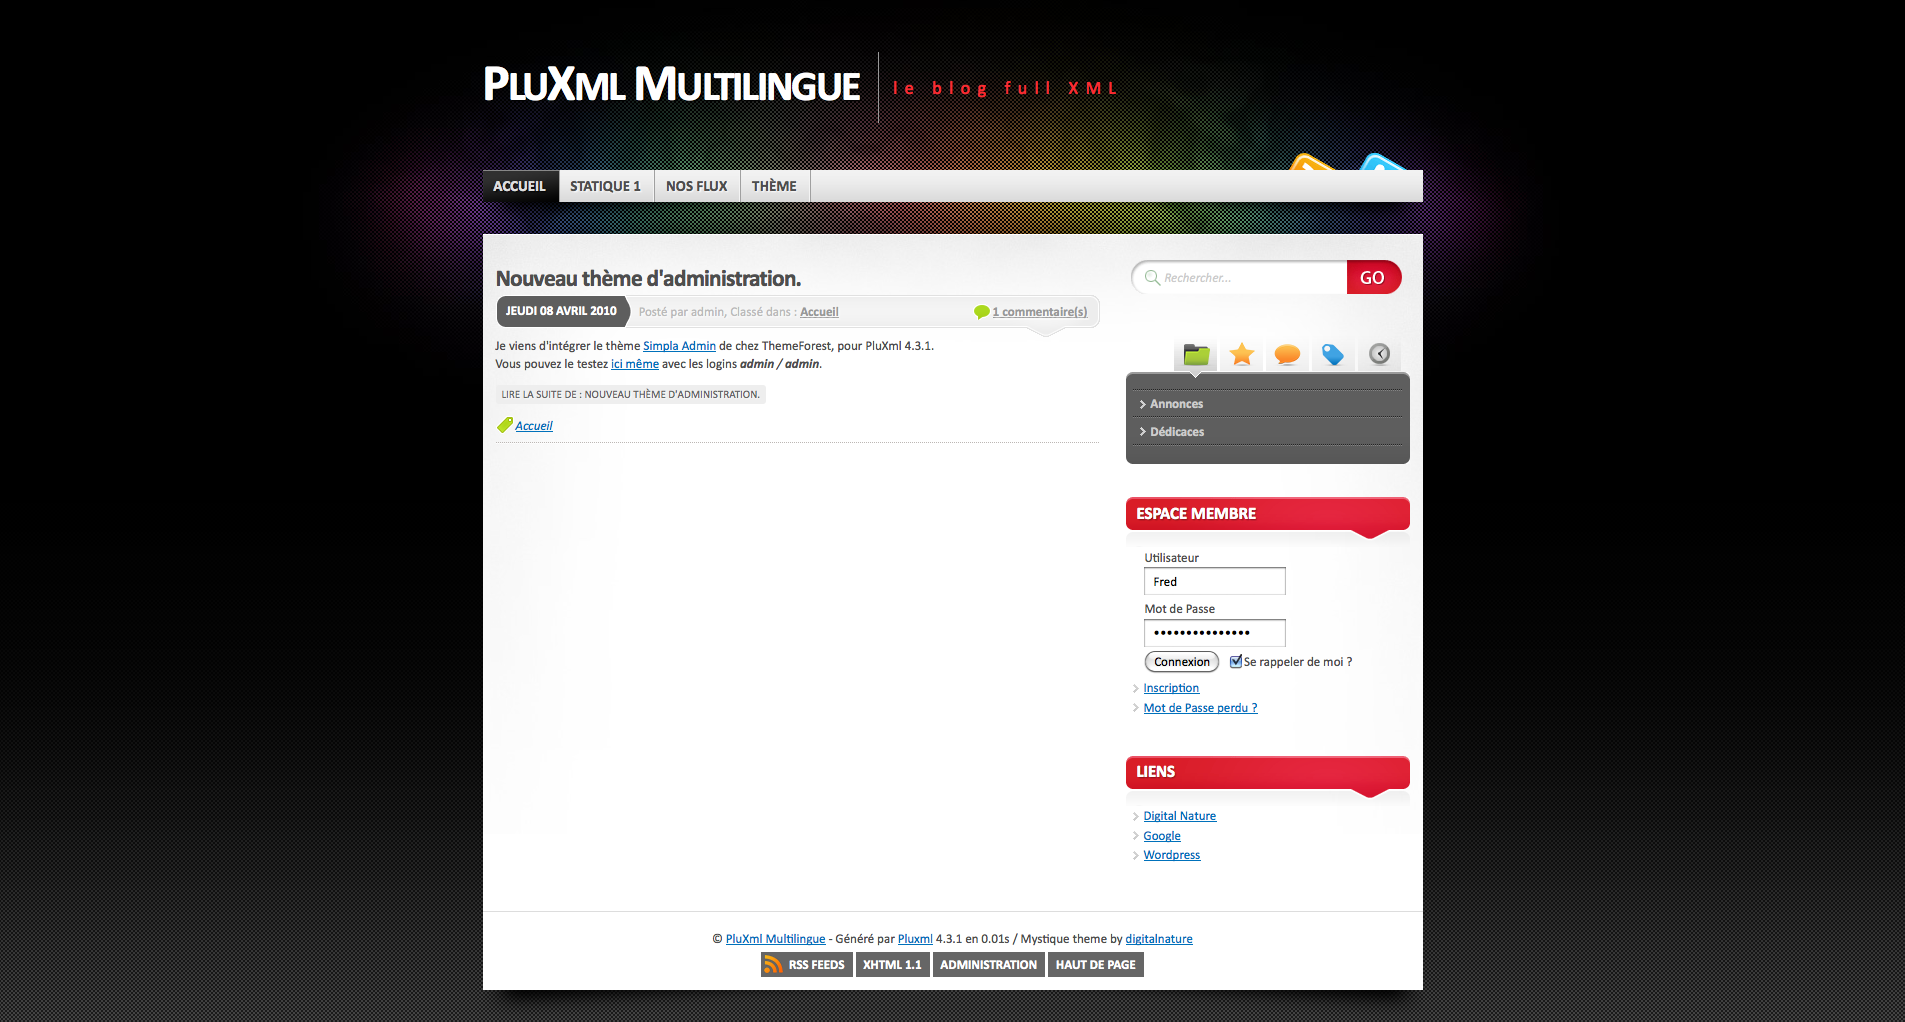 PluXml Multilingue
le blog full XML
ACCUEIL STATIQUE 1 NOS FLUX THÈME
Nouveau thème d'administration.
JEUDI 08 AVRIL 2010 Posté par admin, Classé dans : Accueil 1 commentaire(s)
Je viens d'intégrer le thème Simpla Admin de chez ThemeForest, pour PluXml 4.3.1.
Vous pouvez le testez ici même avec les logins admin / admin.
LIRE LA SUITE DE : NOUVEAU THÈME D'ADMINISTRATION.
Accueil
Rechercher... GO
Annonces
Dédicaces
ESPACE MEMBRE
Utilisateur
Fred
Mot de Passe
•••••••••••••••
Connexion Se rappeler de moi ?
Inscription
Mot de Passe perdu ?
LIENS
Digital Nature
Google
Wordpress
© PluXml Multilingue - Généré par Pluxml 4.3.1 en 0.01s / Mystique theme by digitalnature
RSS FEEDS XHTML 1.1 ADMINISTRATION HAUT DE PAGE